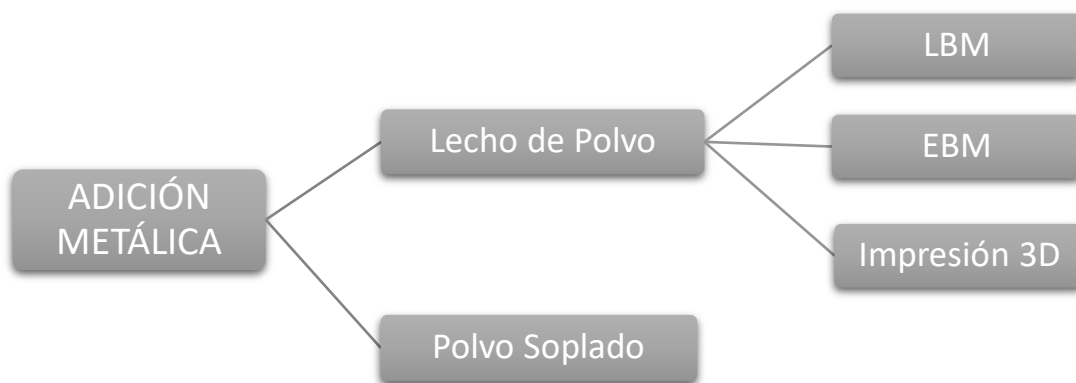 LBM
Lecho de Polvo
EBM
ADICIÓN
METÁLICA
Impresión 3D
Polvo Soplado